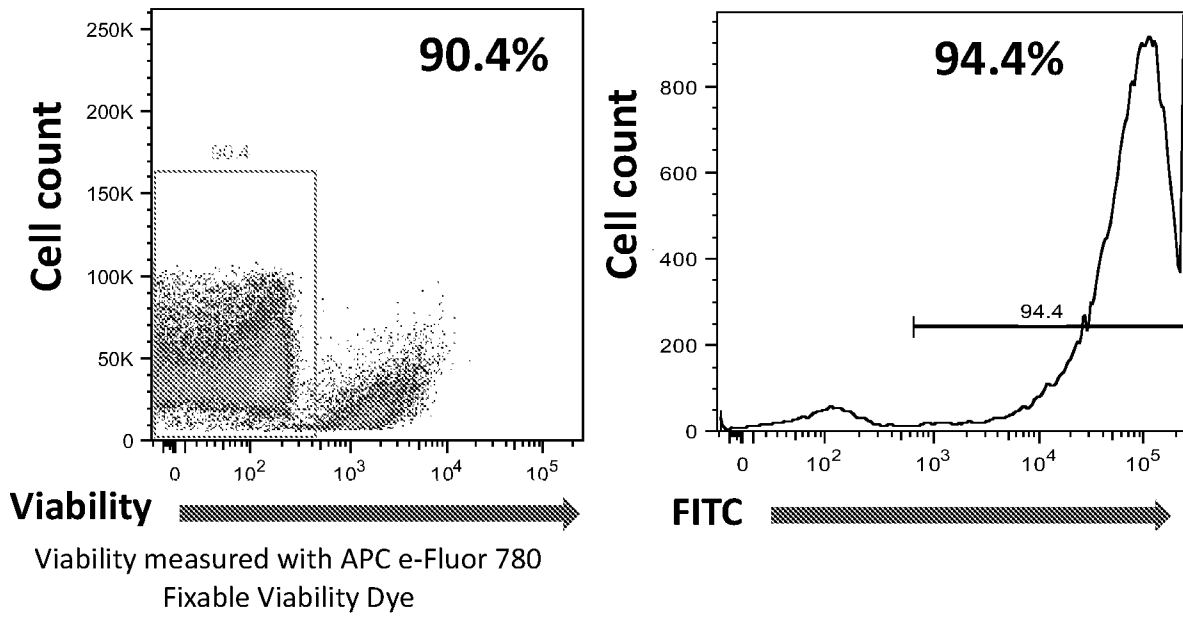 90.4%
Cell count
250K
200K
150K
100K
50K
0
90.4
0 10² 10³ 10⁴ 10⁵
Viability
Viability measured with APC e-Fluor 780
Fixable Viability Dye
94.4%
Cell count
800
600
400
200
0
94.4
0 10² 10³ 10⁴ 10⁵
FITC